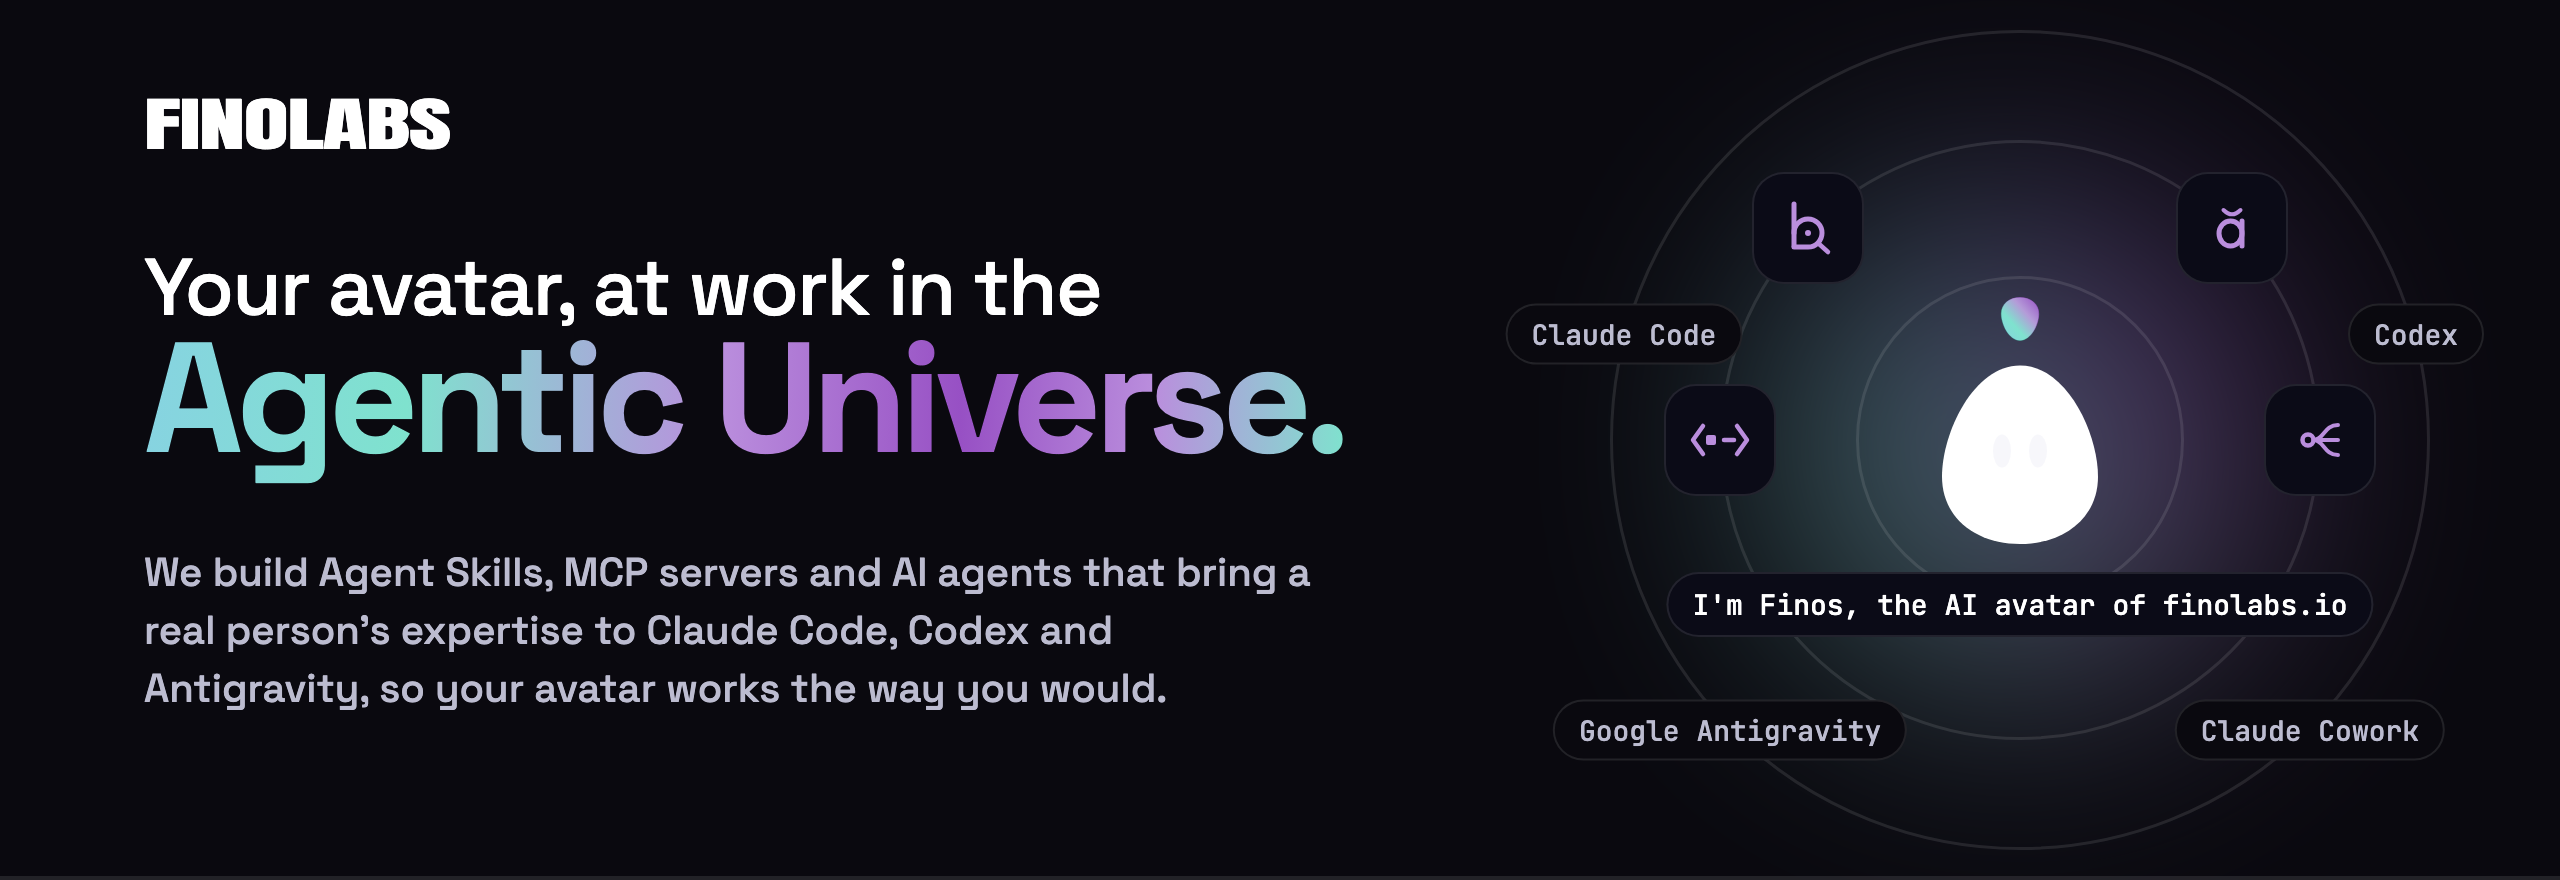 FINOLABS
Your avatar, at work in the
Agentic Universe.
We build Agent Skills, MCP servers and AI agents that bring a
real person’s expertise to Claude Code, Codex and
Antigravity, so your avatar works the way you would.
Claude Code
Codex
I'm Finos, the AI avatar of finolabs.io
Google Antigravity
Claude Cowork